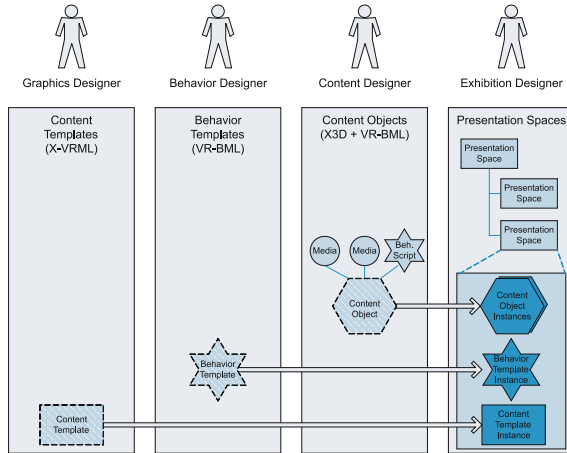 Graphics Designer
Behavior Designer
Content Designer
Exhibition Designer
Content
Templates
(X-VRML)
Behavior
Templates
(VR-BML)
Content Objects
(X3D + VR-BML)
Presentation Spaces
Presentation
Space
Presentation
Space
Presentation
Space
Media
Media
Beh.
Script
Content
Object
Content
Object
Instances
Behavior
Template
Behavior
Template
Instance
Content
Template
Content
Template
Instance